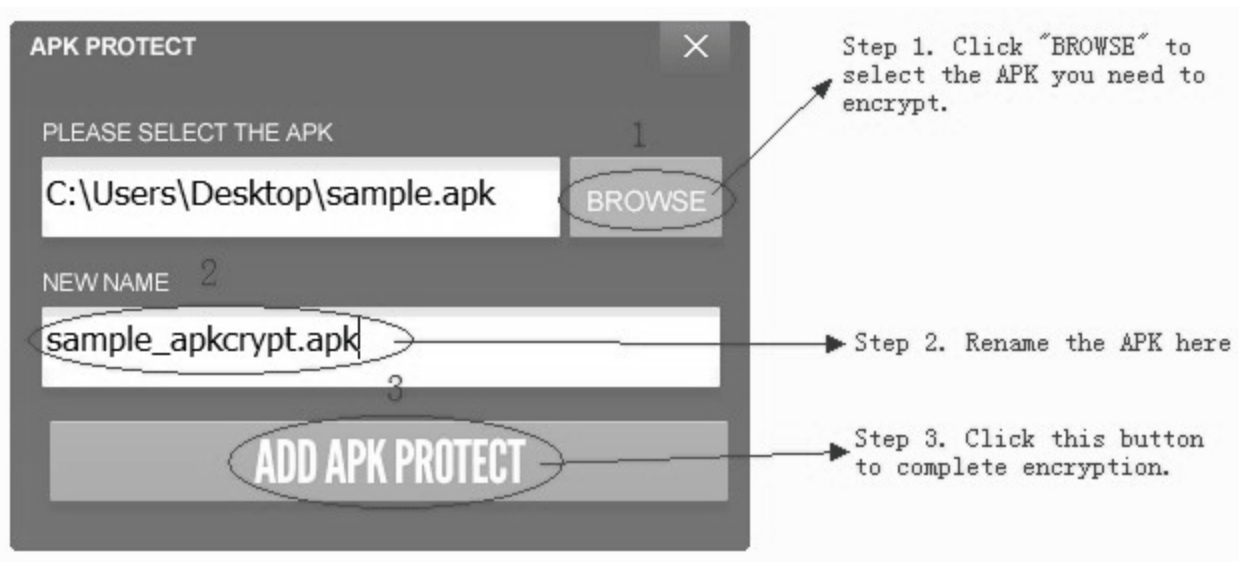 APK PROTECT
Step 1. Click "BROWSE" to
select the APK you need to
encrypt.
PLEASE SELECT THE APK
1
C:\Users\Desktop\sample.apk
BROWSE
NEW NAME
2
sample_apkcrypt.apk
Step 2. Rename the APK here
3
ADD APK PROTECT
Step 3. Click this button
to complete encryption.